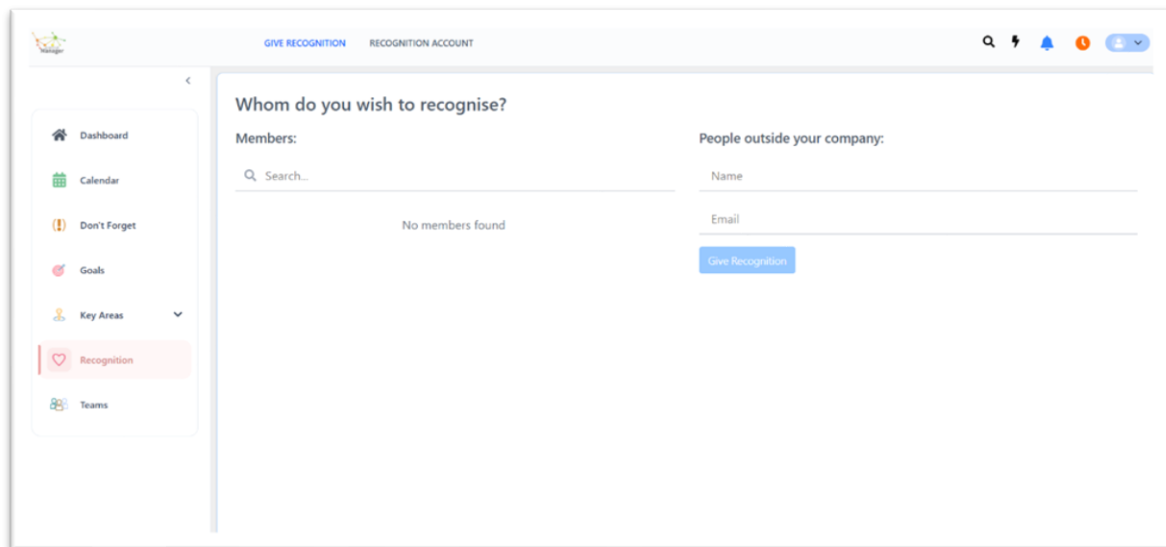 Manager
GIVE RECOGNITION
RECOGNITION ACCOUNT
Dashboard
Calendar
Don't Forget
Goals
Key Areas
Recognition
Teams
Whom do you wish to recognise?
Members:
Search...
No members found
People outside your company:
Name
Email
Give Recognition